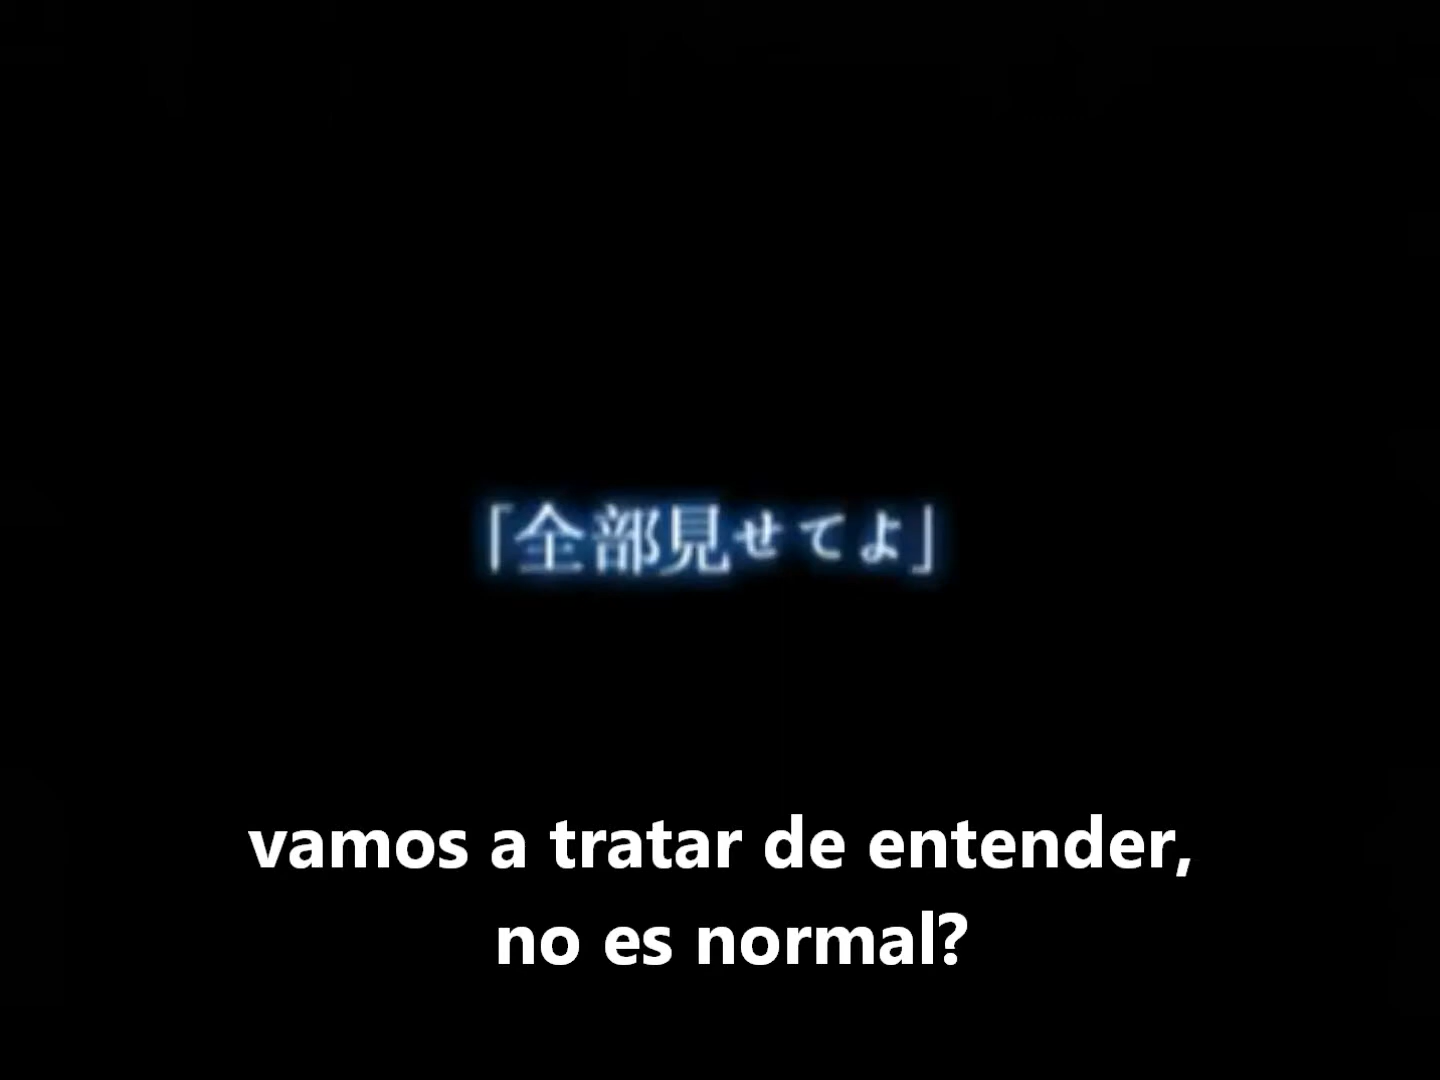 「全部見せてよ」
vamos a tratar de entender,
no es normal?